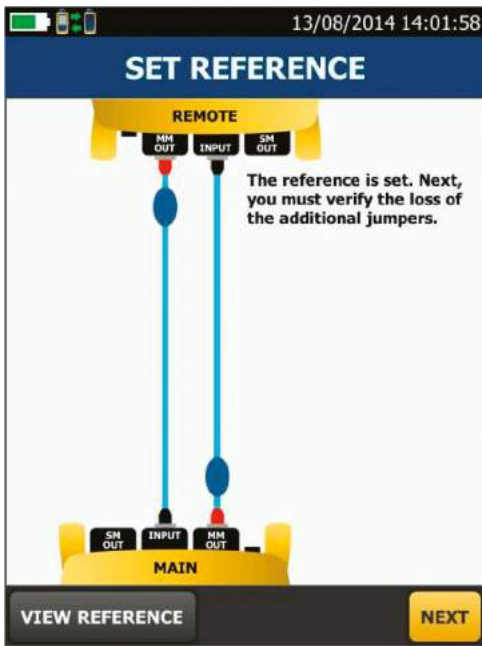 13/08/2014 14:01:58
SET REFERENCE
REMOTE
MM OUT
INPUT
SM OUT
The reference is set. Next,
you must verify the loss of
the additional jumpers.
SM OUT
INPUT
MM OUT
MAIN
VIEW REFERENCE
NEXT